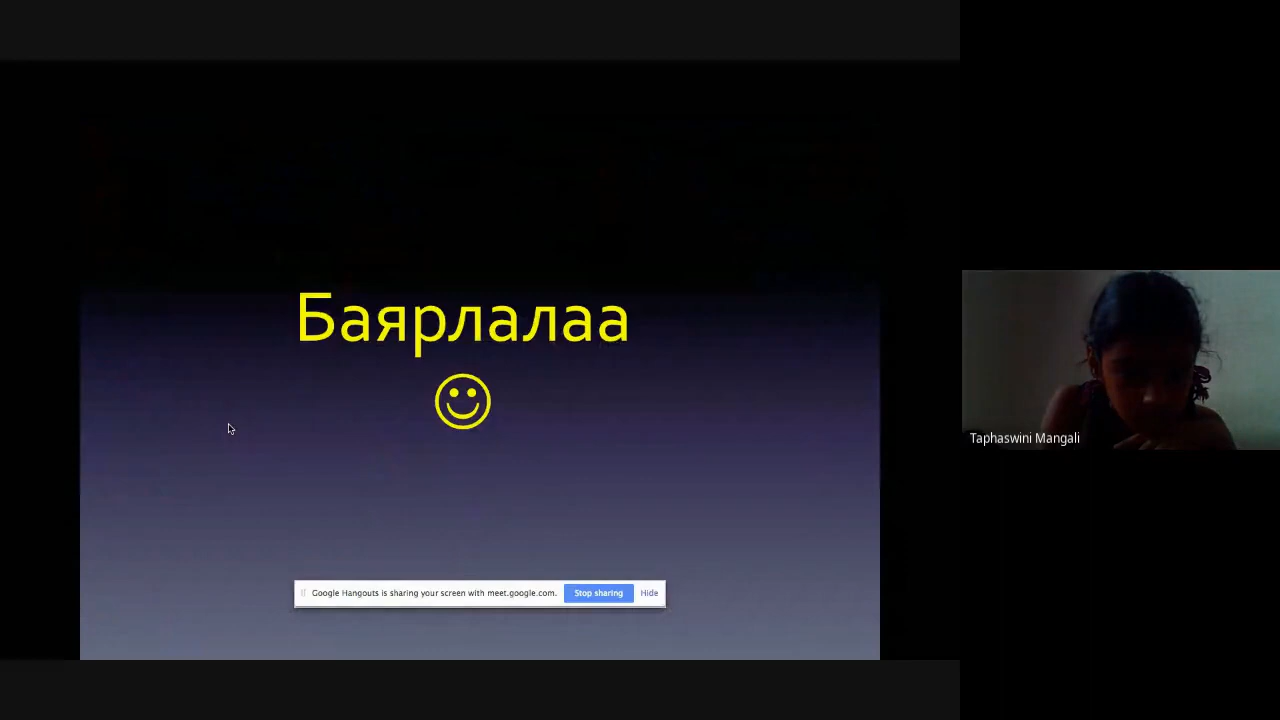 Баярлалаа
Google Hangouts is sharing your screen with meet.google.com. Stop sharing Hide
Taphaswini Mangali